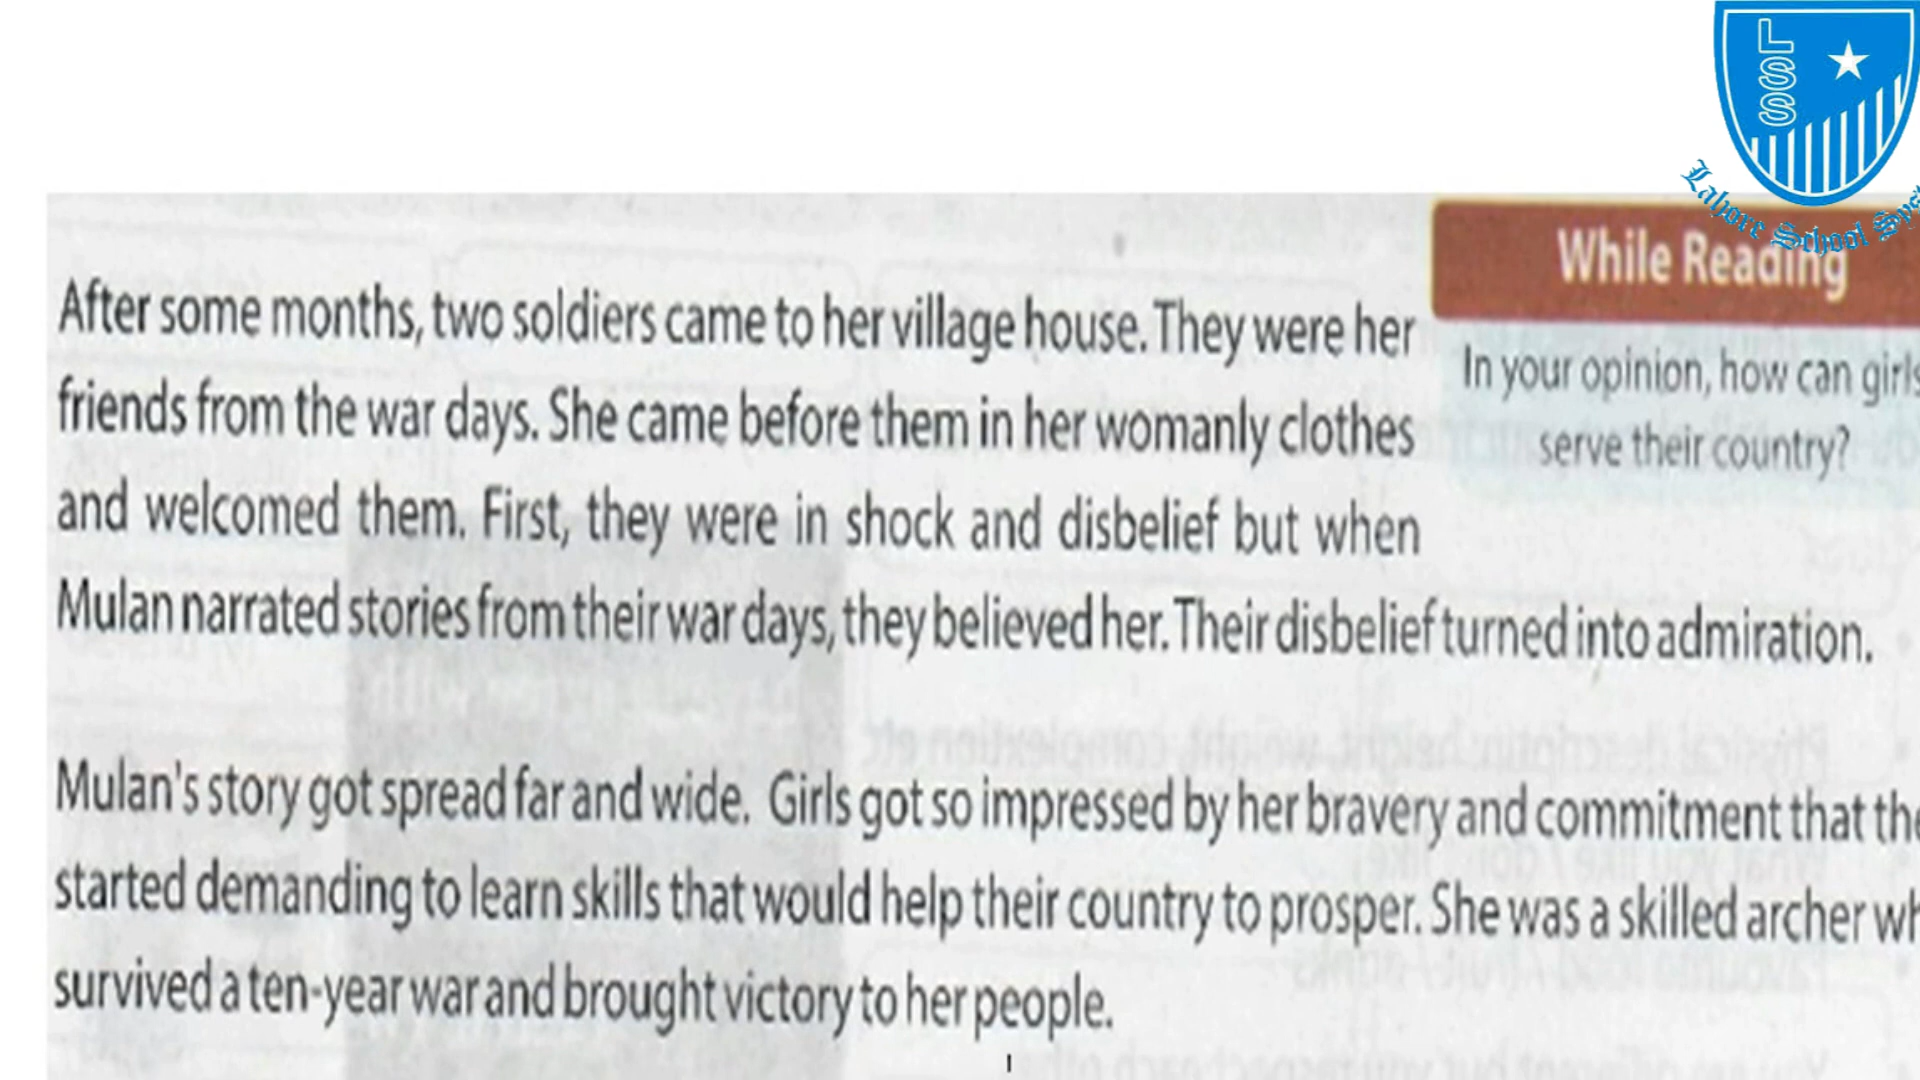 LSS
Lahore School
While Reading
In your opinion, how can girls
serve their country?
After some months, two soldiers came to her village house. They were her
friends from the war days. She came before them in her womanly clothes
and welcomed them. First, they were in shock and disbelief but when
Mulan narrated stories from their war days, they believed her. Their disbelief turned into admiration.
Mulan's story got spread far and wide. Girls got so impressed by her bravery and commitment that
started demanding to learn skills that would help their country to prosper. She was a skilled archer
survived a ten-year war and brought victory to her people.